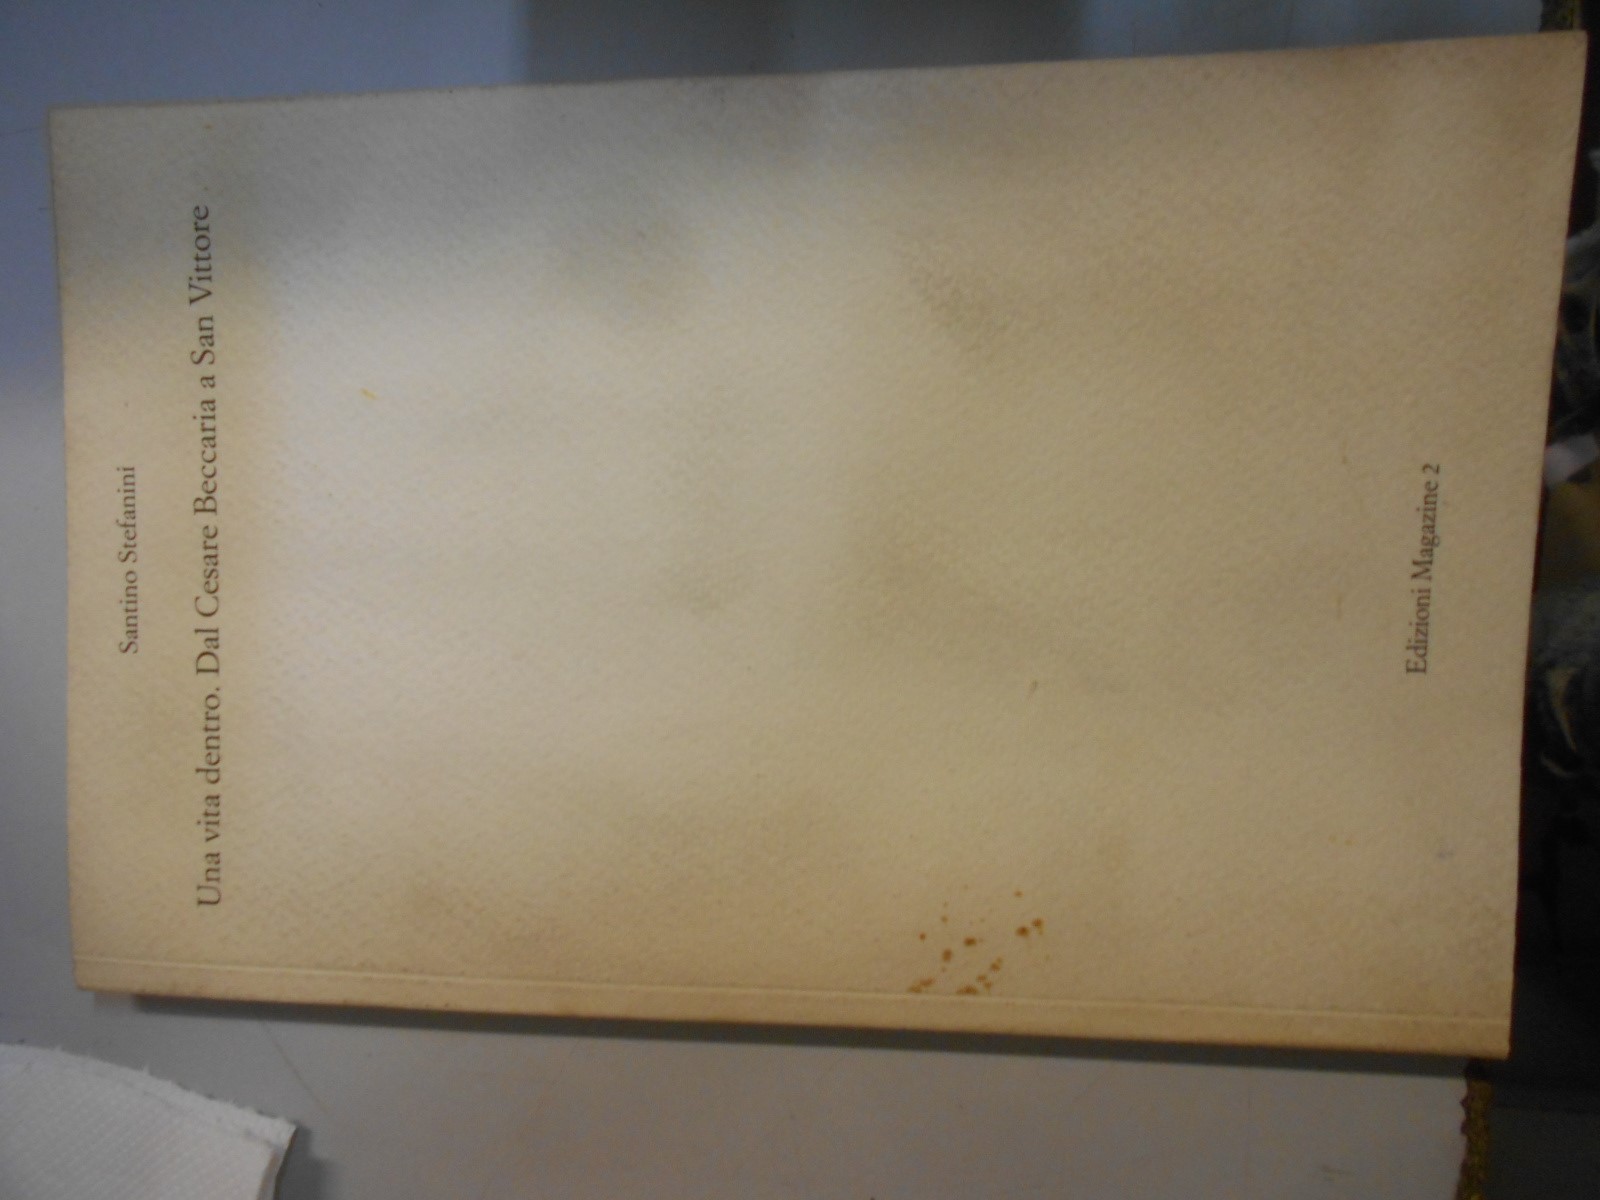 Santino Stefanini
Una vita dentro. Dal Cesare Beccaria a San Vittore
Edizioni Magazine 2